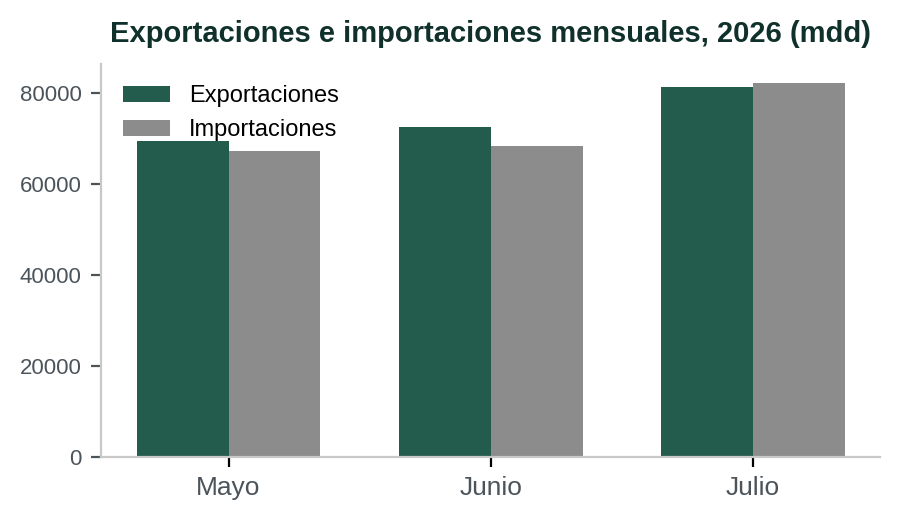 Exportaciones e importaciones mensuales, 2026 (mdd)
80000
60000
40000
20000
0
Exportaciones
Importaciones
Mayo
Junio
Julio